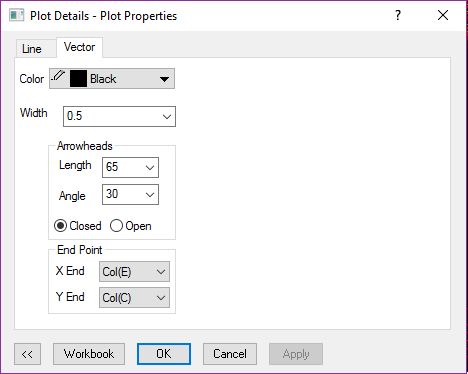 Plot Details - Plot Properties
?
Line
Vector
Color
Black
Width
0.5
Arrowheads
Length
65
Angle
30
Closed
Open
End Point
X End
Col(E)
Y End
Col(C)
<<
Workbook
OK
Cancel
Apply